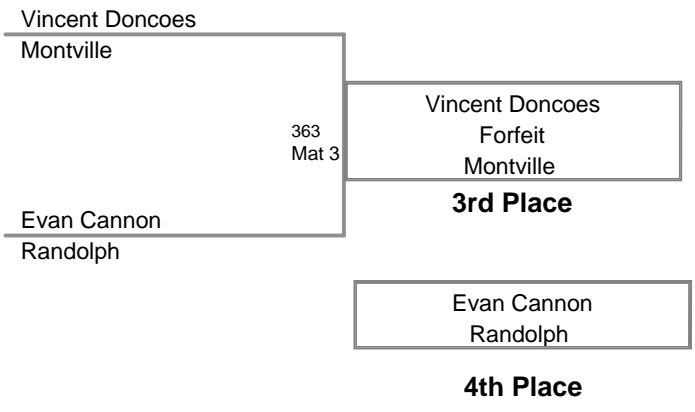 Vincent Doncoes
Montville
363
Mat 3
Vincent Doncoes
Forfeit
Montville
3rd Place
Evan Cannon
Randolph
Evan Cannon
Randolph
4th Place